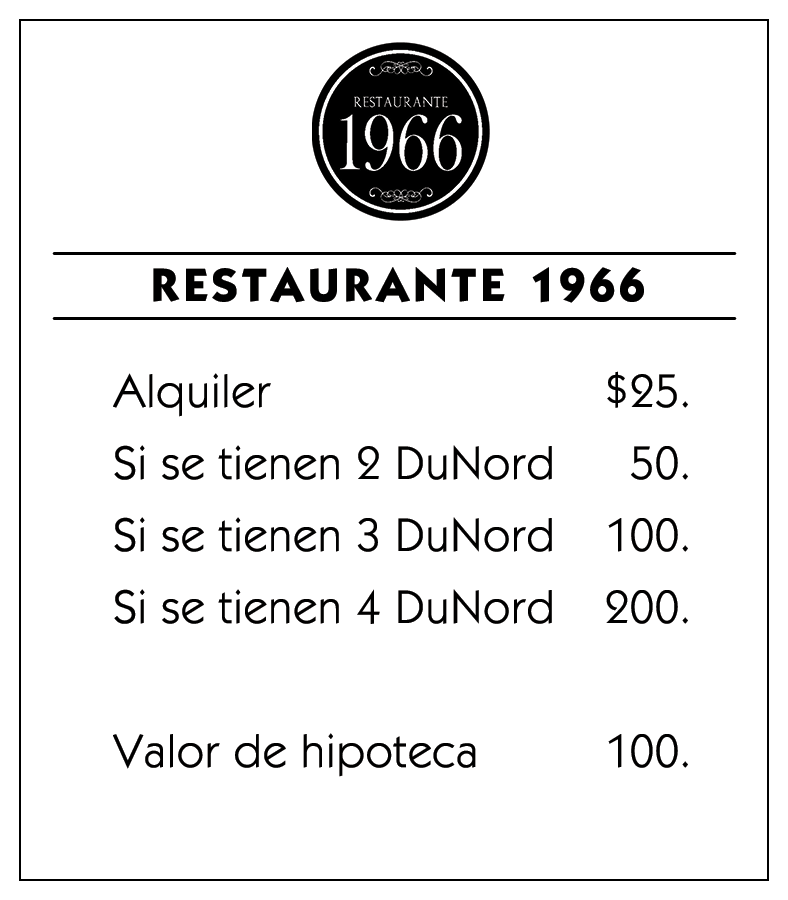 RESTAURANTE
1966
RESTAURANTE 1966
Alquiler $25.
Si se tienen 2 DuNord 50.
Si se tienen 3 DuNord 100.
Si se tienen 4 DuNord 200.
Valor de hipoteca 100.